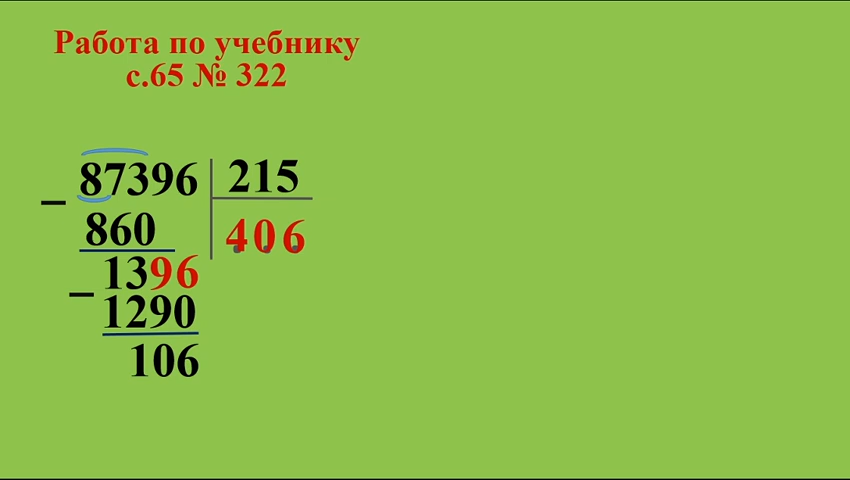 Работа по учебнику
с.65 № 322
87396 215
– 860 406
1396
– 1290
106